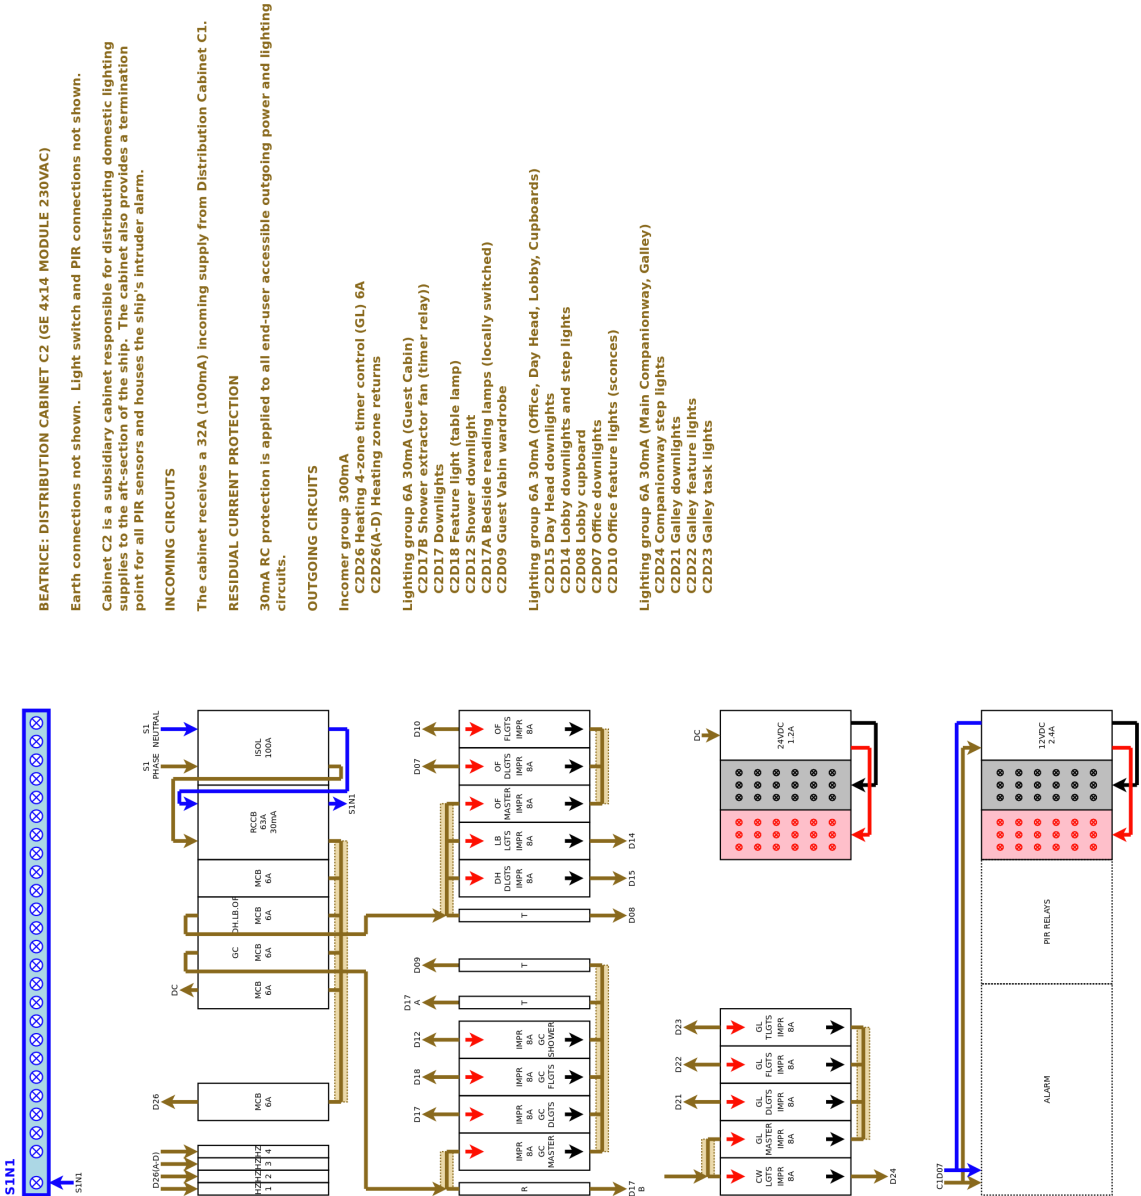 BEATRICE: DISTRIBUTION CABINET C2 (GE 4x14 MODULE 230VAC)
Earth connections not shown.  Light switch and PIR connections not shown.
Cabinet C2 is a subsidiary cabinet responsible for distributing domestic lighting
supplies to the aft-section of the ship.  The cabinet also provides a termination
point for all PIR sensors and houses the ship's intruder alarm.
INCOMING CIRCUITS
The cabinet receives a 32A (100mA) incoming supply from Distribution Cabinet C1.
RESIDUAL CURRENT PROTECTION
30mA RC protection is applied to all end-user accessible outgoing power and lighting
circuits.
OUTGOING CIRCUITS
Incomer group 300mA
C2D26 Heating 4-zone timer control (GL) 6A
C2D26(A-D) Heating zone returns
Lighting group 6A 30mA (Guest Cabin)
C2D17B Shower extractor fan (timer relay))
C2D17 Downlights
C2D18 Feature light (table lamp)
C2D12 Shower downlight
C2D17A Bedside reading lamps (locally switched)
C2D09 Guest Vabin wardrobe
Lighting group 6A 30mA (Office, Day Head, Lobby, Cupboards)
C2D15 Day Head downlights
C2D14 Lobby downlights and step lights
C2D08 Lobby cupboard
C2D07 Office downlights
C2D10 Office feature lights (sconces)
Lighting group 6A 30mA (Main Companionway, Galley)
C2D24 Companionway step lights
C2D21 Galley downlights
C2D22 Galley feature lights
C2D23 Galley task lights
S1N1
S1N1
D26(A-D)
HZ
1
HZ
2
HZ
3
HZ
4
D26
MCB
6A
DC
MCB
6A
GC
MCB
6A
DH.LB.OF
MCB
6A
MCB
6A
RCCB
63A
30mA
ISOL
100A
S1
PHASE
S1
NEUTRAL
S1N1
R
D17
B
IMPR
8A
GC
MASTER
D17
IMPR
8A
GC
DLGTS
D18
IMPR
8A
GC
FLGTS
D12
IMPR
8A
GC
SHOWER
D17
A
T
D09
T
T
D08
DH
DLGTS
IMPR
8A
D15
LB
LGTS
IMPR
8A
D14
OF
MASTER
IMPR
8A
D07
OF
DLGTS
IMPR
8A
D10
OF
FLGTS
IMPR
8A
CW
LGTS
IMPR
8A
D24
GL
MASTER
IMPR
8A
D21
GL
DLGTS
IMPR
8A
D22
GL
FLGTS
IMPR
8A
D23
GL
TLGTS
IMPR
8A
DC
24VDC
1.2A
C1D07
ALARM
PIR RELAYS
12VDC
2.4A